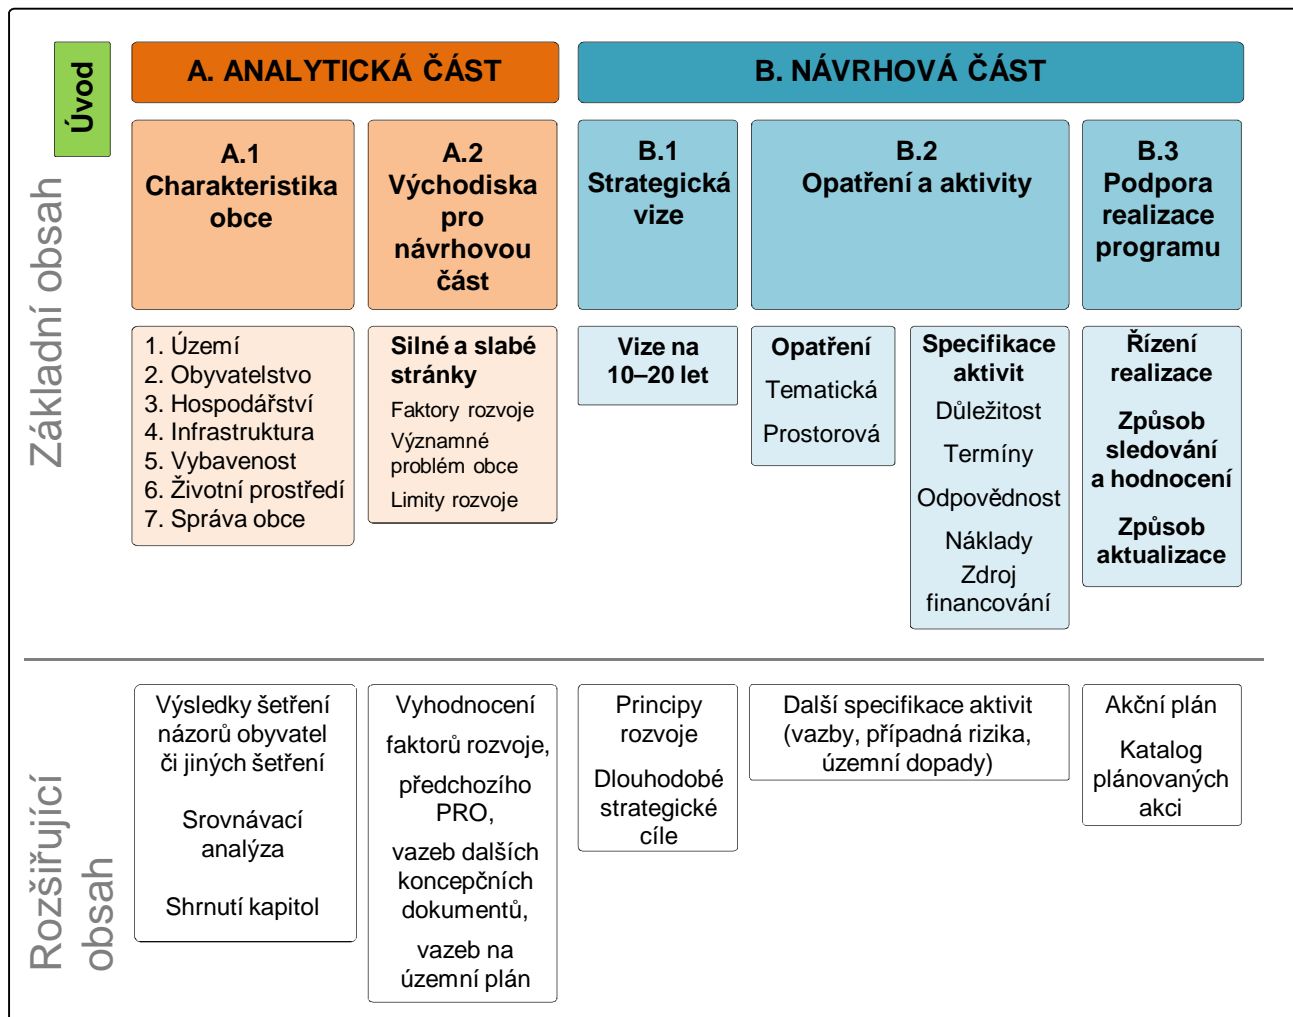 Úvod
A. ANALYTICKÁ ČÁST
B. NÁVRHOVÁ ČÁST
Základní obsah
A.1
Charakteristika
obce
A.2
Východiska
pro
návrhovou
část
B.1
Strategická
vize
B.2
Opatření a aktivity
B.3
Podpora
realizace
programu
1. Území
2. Obyvatelstvo
3. Hospodářství
4. Infrastruktura
5. Vybavenost
6. Životní prostředí
7. Správa obce
Silné a slabé
stránky
Faktory rozvoje
Významné
problém obce
Limity rozvoje
Vize na
10–20 let
Opatření
Tematická
Prostorová
Specifikace
aktivit
Důležitost
Termíny
Odpovědnost
Náklady
Zdroj
financování
Řízení
realizace
Způsob
sledování
a hodnocení
Způsob
aktualizace
Rozšiřující
obsah
Výsledky šetření
názorů obyvatel
či jiných šetření
Srovnávací
analýza
Shrnutí kapitol
Vyhodnocení
faktorů rozvoje,
předchozího
PRO,
vazeb dalších
koncepčních
dokumentů,
vazeb na
územní plán
Principy
rozvoje
Dlouhodobé
strategické
cíle
Další specifikace aktivit
(vazby, případná rizika,
územní dopady)
Akční plán
Katalog
plánovaných
akci